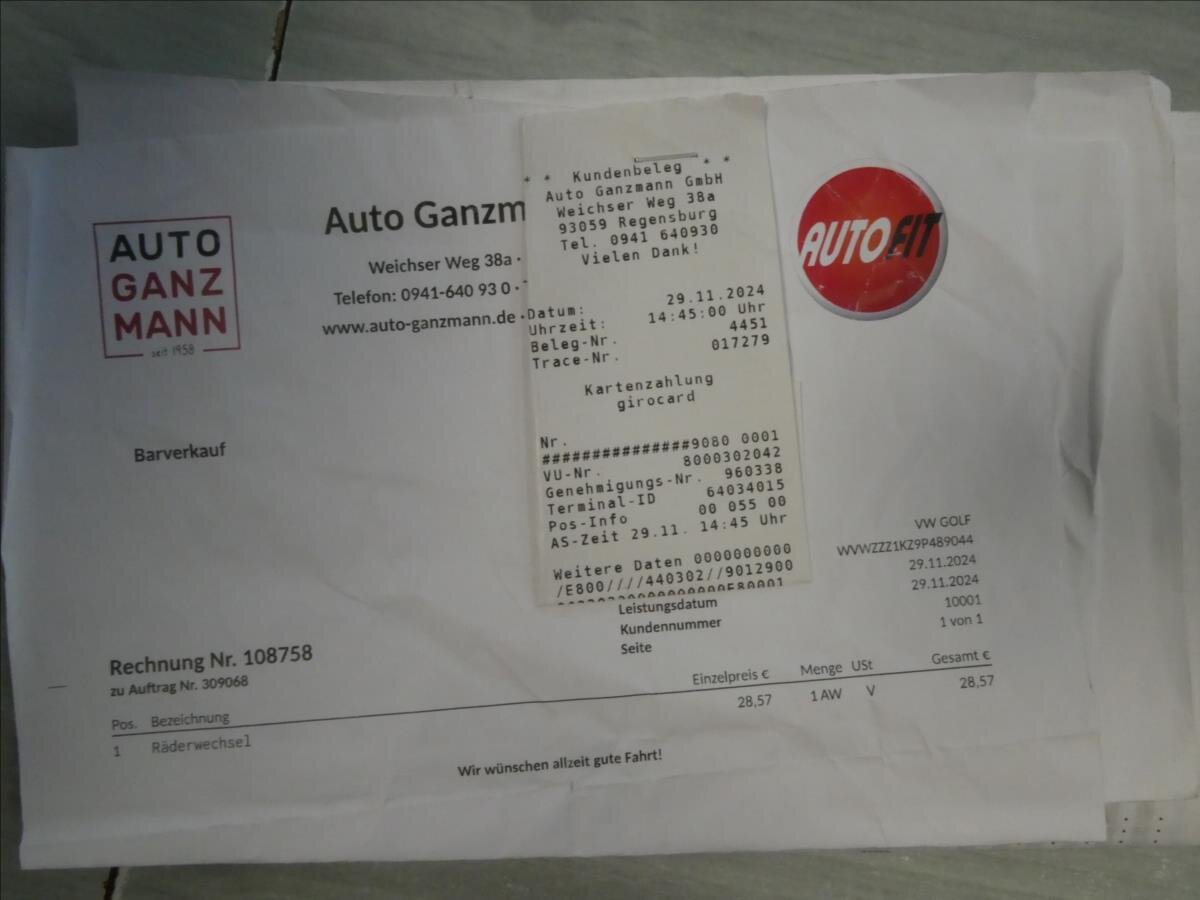 AUTO
GANZ
MANN
seit 1958
Auto Ganzm
Weichser Weg 38a ·
Telefon: 0941-640 93 0 ·
www.auto-ganzmann.de ·
* * Kundenbeleg * *
Auto Ganzmann GmbH
Weichser Weg 38a
93059 Regensburg
Tel. 0941 640930
Vielen Dank!
Datum: 29.11.2024
Uhrzeit: 14:45:00 Uhr
Beleg-Nr. 4451
Trace-Nr. 017279
Kartenzahlung
girocard
Nr.
###############9080 0001
VU-Nr. 8000302042
Genehmigungs-Nr. 960338
Terminal-ID 64034015
Pos-Info 00 055 00
AS-Zeit 29.11. 14:45 Uhr
Weitere Daten 0000000000
/E800////440302//9012900
AUTOFIT
Barverkauf
VW GOLF
WVWZZZ1KZ9P489044
29.11.2024
Leistungsdatum 29.11.2024
Kundennummer 10001
Seite 1 von 1
Rechnung Nr. 108758
zu Auftrag Nr. 309068
Pos. Bezeichnung Einzelpreis € Menge USt Gesamt €
1 Räderwechsel 28,57 1 AW V 28,57
Wir wünschen allzeit gute Fahrt!